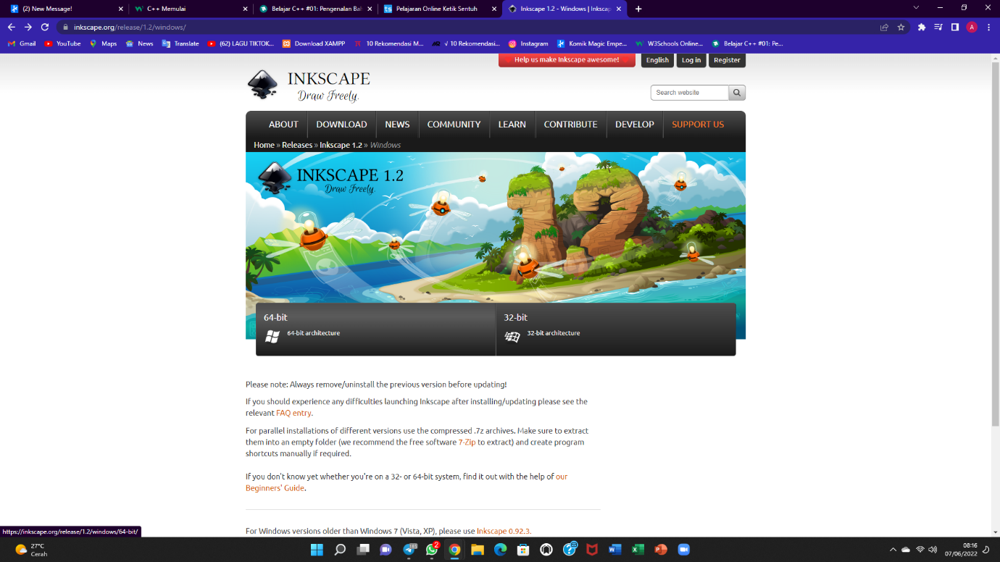 (2) New Message!
C++ Memulai
Belajar C++ #01: Pengenalan Bah
Pelajaran Online Ketik Sentuh
Inkscape 1.2 - Windows | Inkscap
inkscape.org/release/1.2/windows/
A
Gmail
YouTube
Maps
News
Translate
(62) LAGU TIKTOK...
Download XAMPP
10 Rekomendasi M...
√ 10 Rekomendasi...
Instagram
Komik Magic Empe...
W3Schools Online...
Belajar C++ #01: Pe...
Help us make Inkscape awesome!
English
Log in
Register
INKSCAPE
Draw Freely.
Search website
ABOUT
DOWNLOAD
NEWS
COMMUNITY
LEARN
CONTRIBUTE
DEVELOP
SUPPORT US
Home » Releases » Inkscape 1.2 » Windows
INKSCAPE 1.2
Draw Freely.
12
64-bit
64-bit architecture
32-bit
32-bit architecture
Please note: Always remove/uninstall the previous version before updating!
If you should experience any difficulties launching Inkscape after installing/updating please see the
relevant FAQ entry.
For parallel installations of different versions use the compressed .7z archives. Make sure to extract
them into an empty folder (we recommend the free software 7-Zip to extract) and create program
shortcuts manually if required.
If you don't know yet whether you're on a 32- or 64-bit system, find it out with the help of our
Beginners' Guide.
For Windows versions older than Windows 7 (Vista, XP), please use Inkscape 0.92.3.
https://inkscape.org/release/1.2/windows/64-bit/
27°C
Cerah
2
08:16
07/06/2022